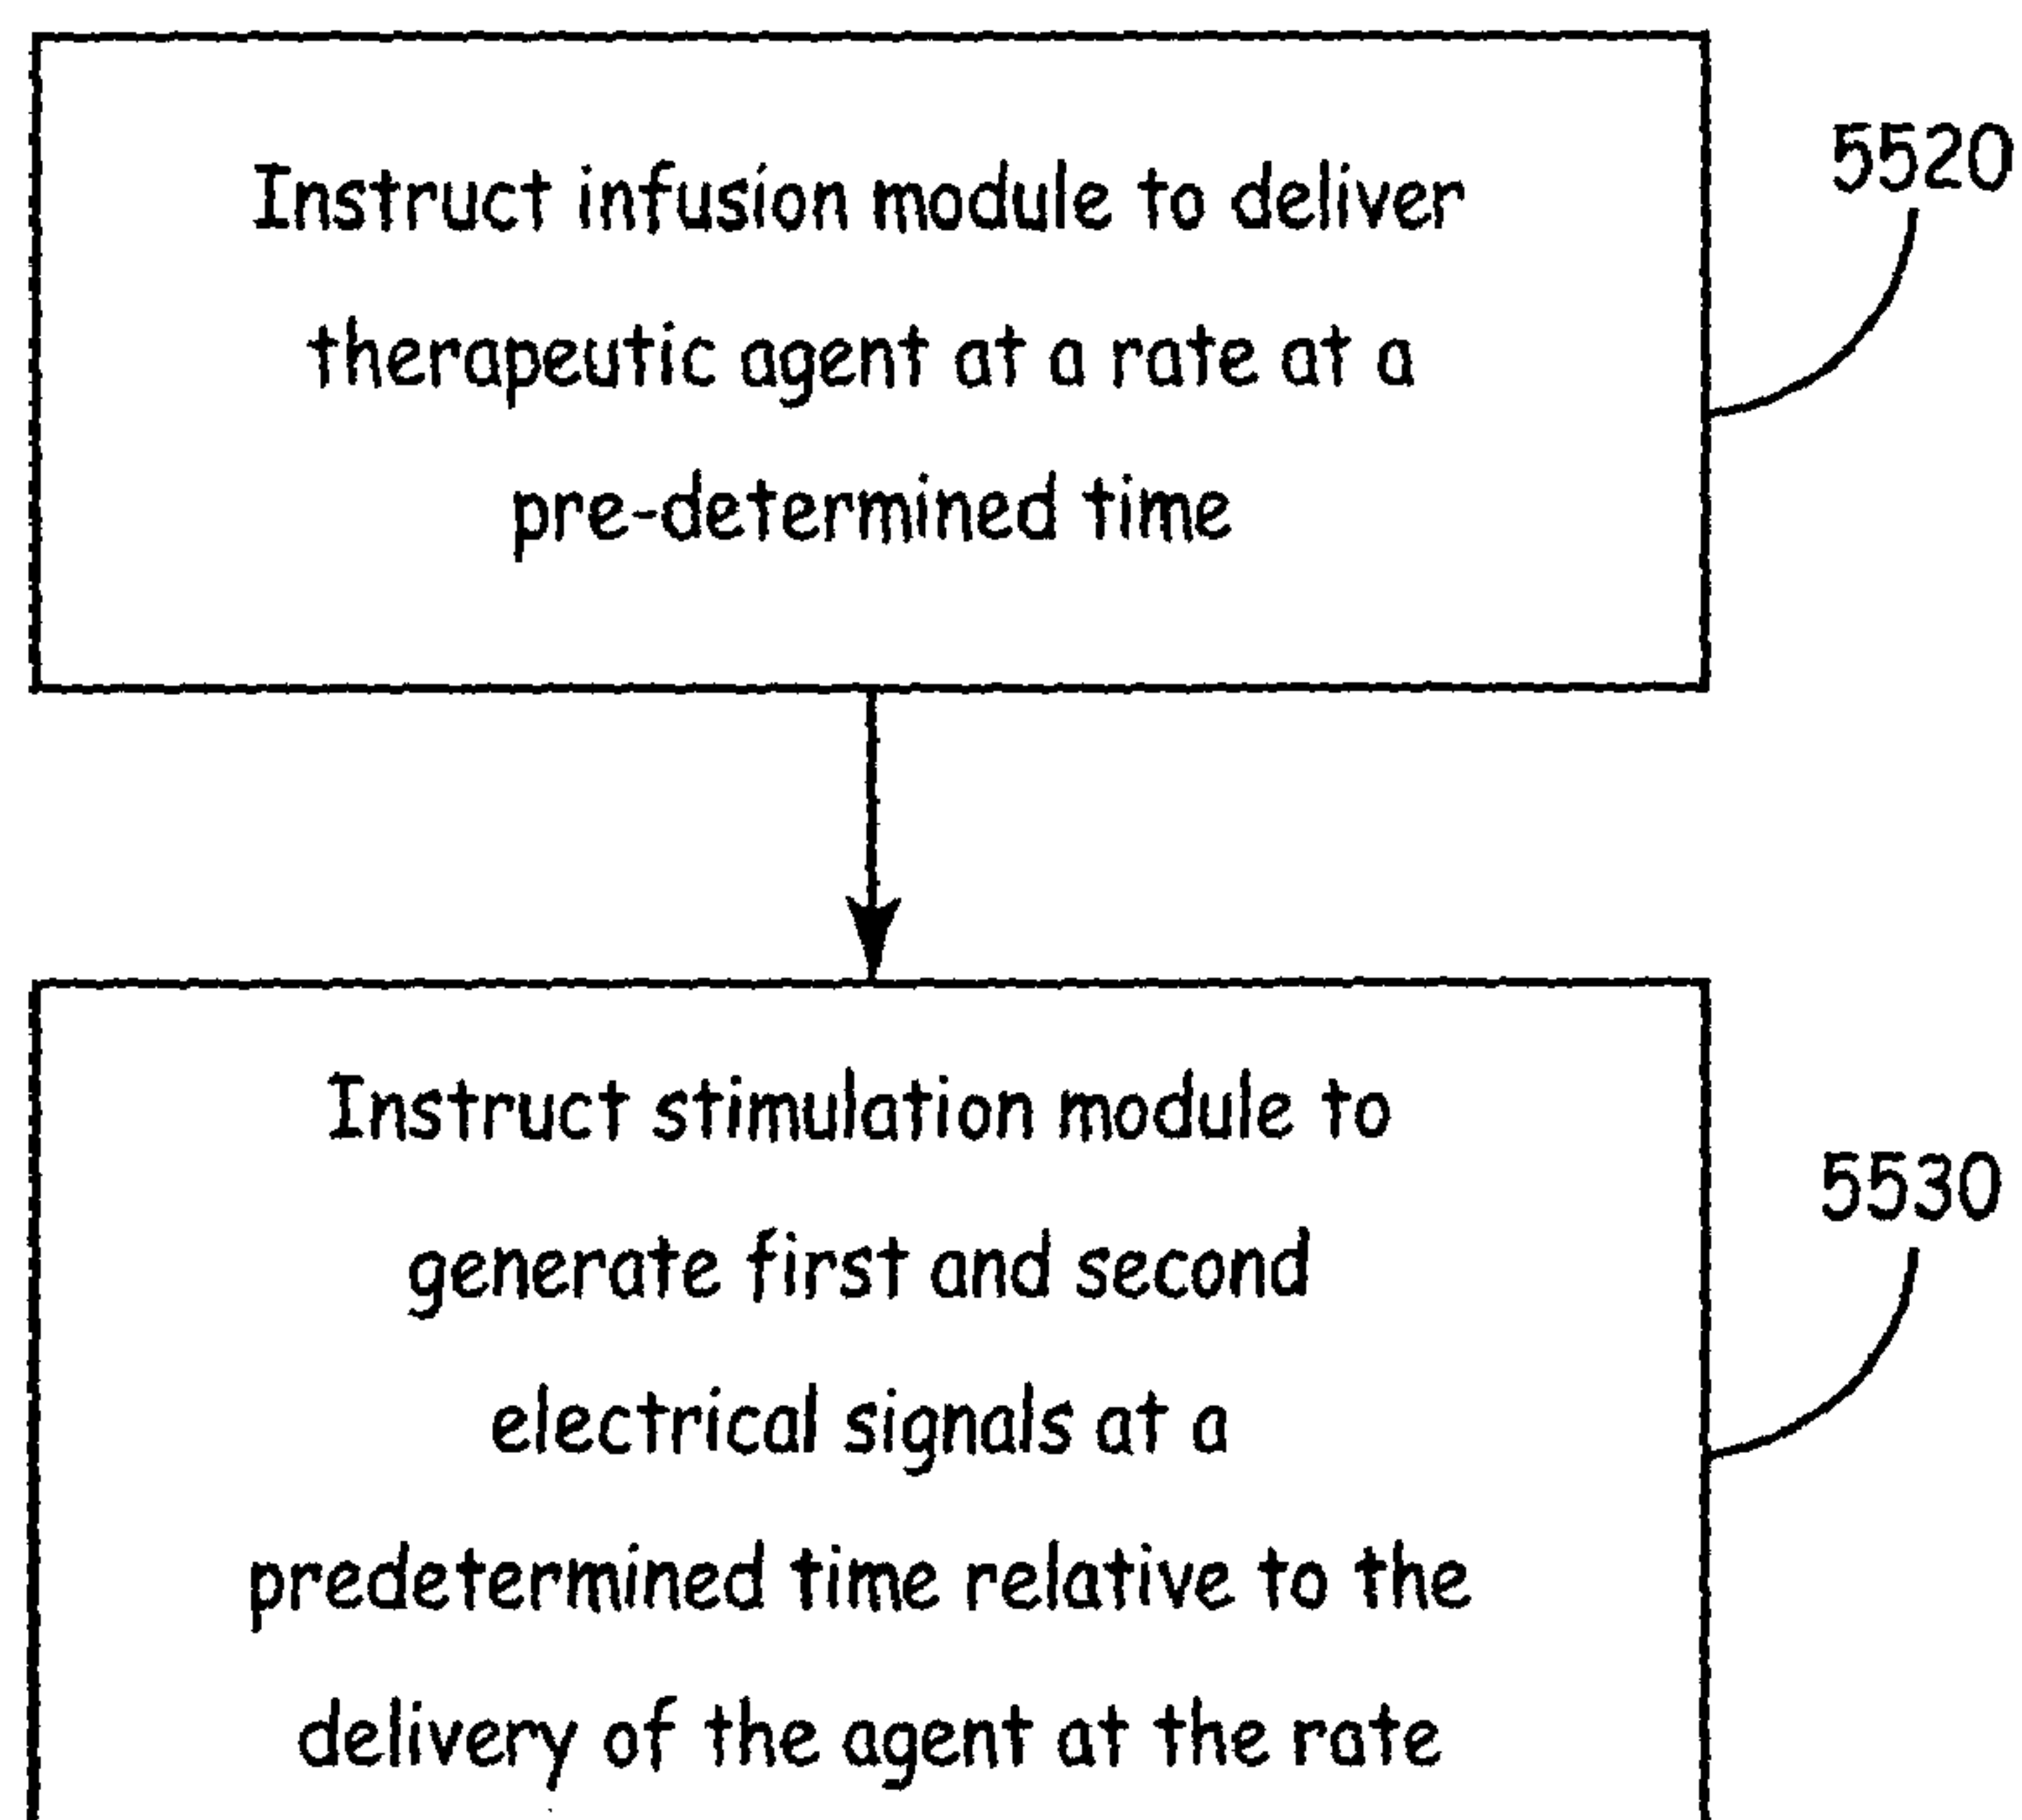 Instruct infusion module to deliver
therapeutic agent at a rate at a
pre-determined time
5520
Instruct stimulation module to
generate first and second
electrical signals at a
predetermined time relative to the
delivery of the agent at the rate
5530